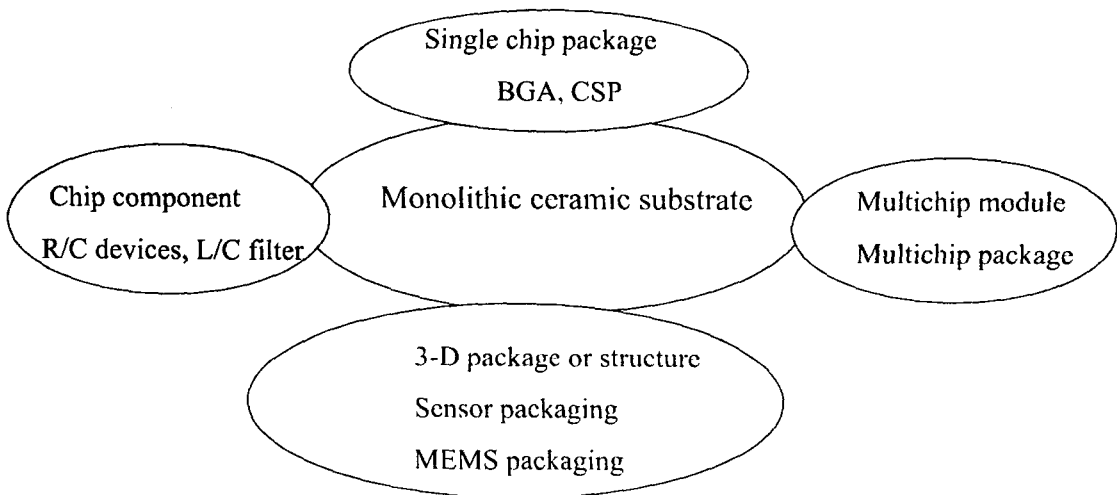 Single chip package
BGA, CSP
Chip component
R/C devices, L/C filter
Monolithic ceramic substrate
Multichip module
Multichip package
3-D package or structure
Sensor packaging
MEMS packaging